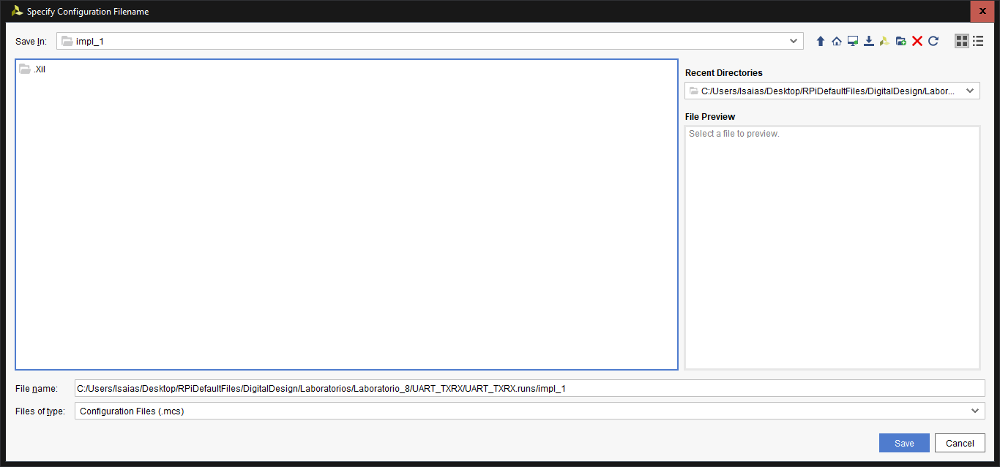 Specify Configuration Filename
Save In: impl_1
.Xil
Recent Directories
C:/Users/Isaias/Desktop/RPiDefaultFiles/DigitalDesign/Labor...
File Preview
Select a file to preview.
File name: C:/Users/Isaias/Desktop/RPiDefaultFiles/DigitalDesign/Laboratorios/Laboratorio_8/UART_TXRX/UART_TXRX.runs/impl_1
Files of type: Configuration Files (.mcs)
Save Cancel